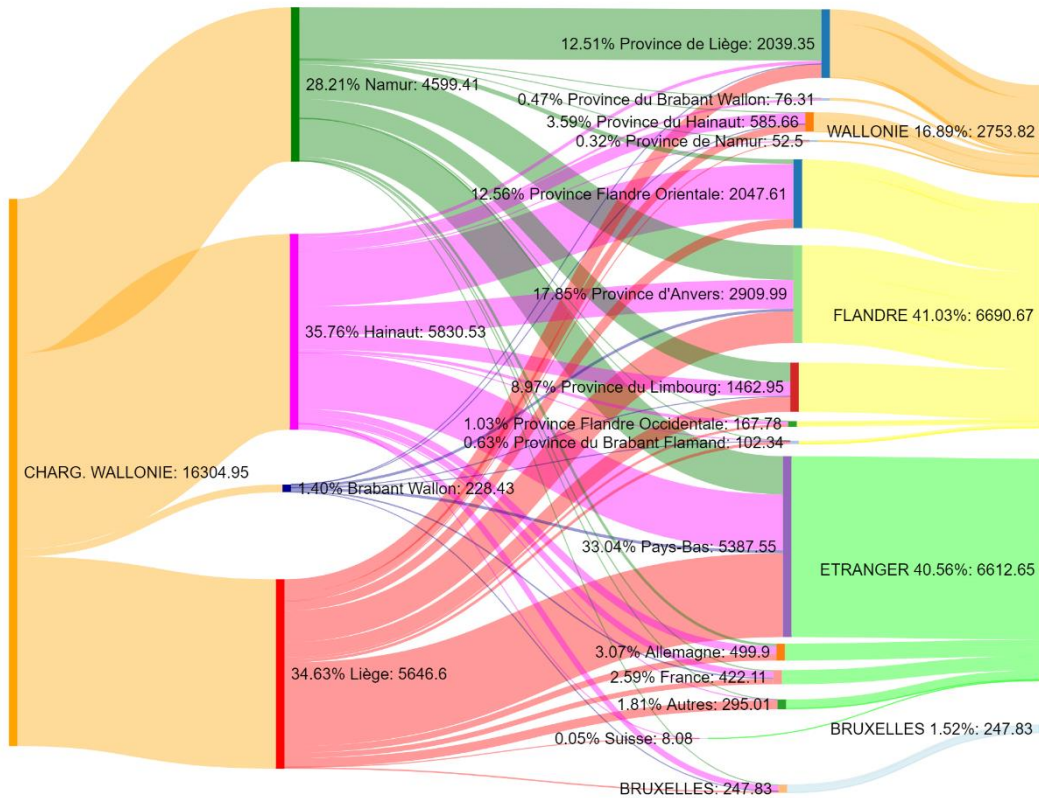 12.51% Province de Liège: 2039.35
28.21% Namur: 4599.41
0.47% Province du Brabant Wallon: 76.31
3.59% Province du Hainaut: 585.66
WALLONIE 16.89%: 2753.82
0.32% Province de Namur: 52.5
12.56% Province Flandre Orientale: 2047.61
17.85% Province d'Anvers: 2909.99
FLANDRE 41.03%: 6690.67
35.76% Hainaut: 5830.53
8.97% Province du Limbourg: 1462.95
1.03% Province Flandre Occidentale: 167.78
0.63% Province du Brabant Flamand: 102.34
CHARG. WALLONIE: 16304.95
1.40% Brabant Wallon: 228.43
33.04% Pays-Bas: 5387.55
ETRANGER 40.56%: 6612.65
3.07% Allemagne: 499.9
34.63% Liège: 5646.6
2.59% France: 422.11
1.81% Autres: 295.01
BRUXELLES 1.52%: 247.83
0.05% Suisse: 8.08
BRUXELLES: 247.83